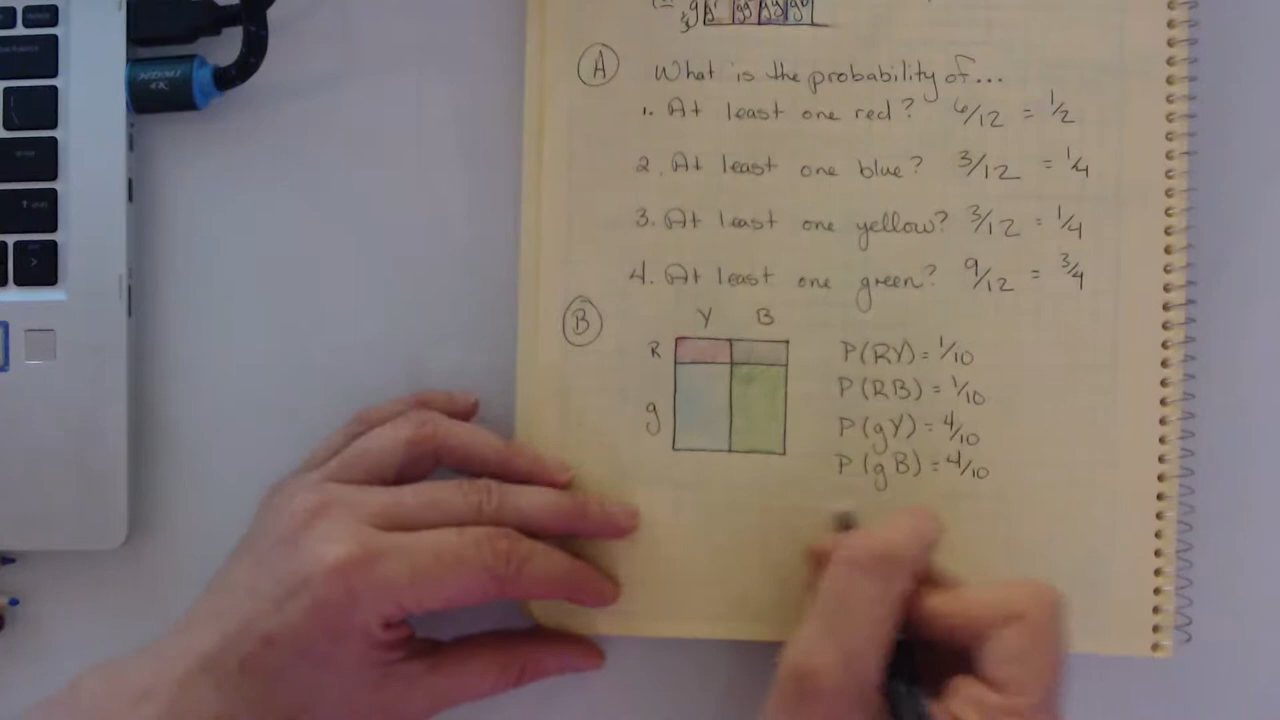 A What is the probability of...
1. At least one red? 6/12 = 1/2
2. At least one blue? 3/12 = 1/4
3. At least one yellow? 3/12 = 1/4
4. At least one green? 9/12 = 3/4
B
Y B
R
g
P(RY) = 1/10
P(RB) = 1/10
P(gY) = 4/10
P(gB) = 4/10
HDMI
4K